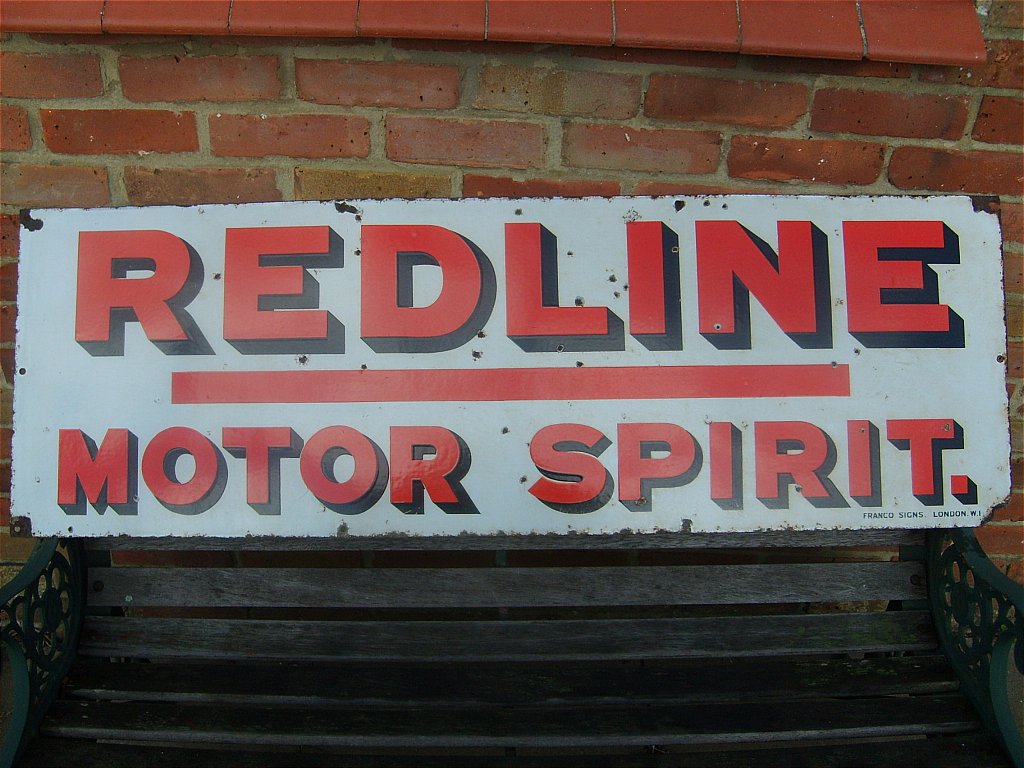 REDLINE
MOTOR SPIRIT.
FRANCO SIGNS. LONDON. W.1